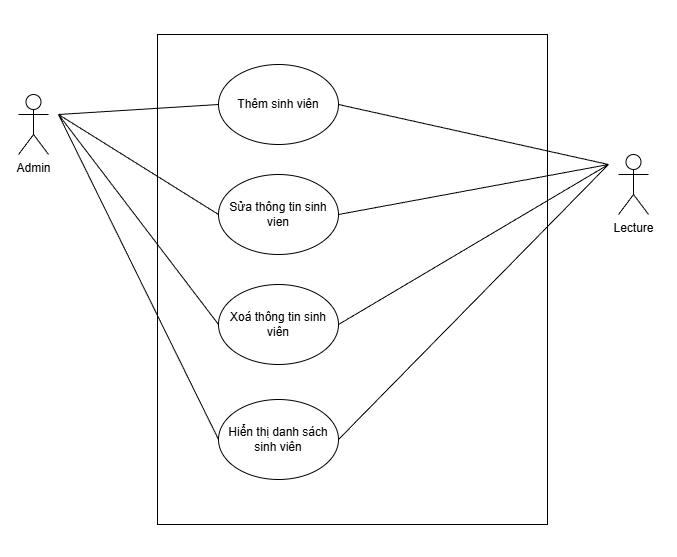 Thêm sinh viên
Admin
Sửa thông tin sinh
vien
Lecture
Xoá thông tin sinh
viên
Hiển thị danh sách
sinh viên